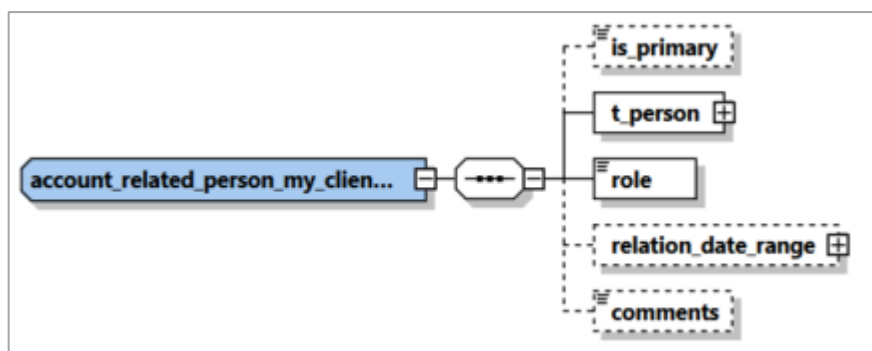 is_primary
t_person
account_related_person_my_clien...
role
relation_date_range
comments